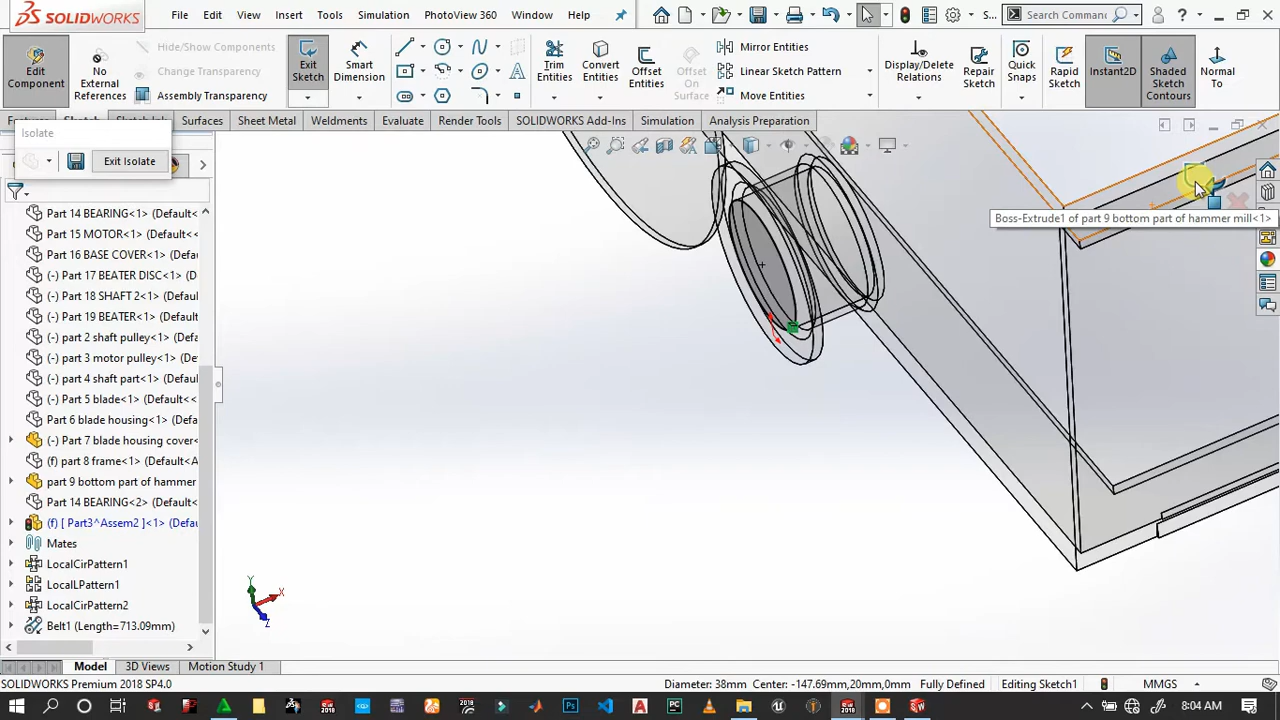 SOLIDWORKS File Edit View Insert Tools Simulation PhotoView 360 Window Help S... Search Comman
Edit Component
No External References
Hide/Show Components
Change Transparency
Assembly Transparency
Exit Sketch
Smart Dimension
Trim Entities
Convert Entities
Offset Entities
Offset On Surface
Mirror Entities
Linear Sketch Pattern
Move Entities
Display/Delete Relations
Repair Sketch
Quick Snaps
Rapid Sketch
Instant2D
Shaded Sketch Contours
Normal To
Surfaces Sheet Metal Weldments Evaluate Render Tools SOLIDWORKS Add-Ins Simulation Analysis Preparation
Isolate
Exit Isolate
Boss-Extrude1 of part 9 bottom part of hammer mill<1>
Part 14 BEARING<1> (Default<
Part 15 MOTOR<1> (Default<
Part 16 BASE COVER<1> (Def
(-) Part 17 BEATER DISC<1> (D
(-) Part 18 SHAFT 2<1> (Defau
(-) Part 19 BEATER<1> (Defau
(-) part 2 shaft pulley<1> (Def
(-) part 3 motor pulley<1> (De
(-) part 4 shaft part<1> (Defau
(-) Part 5 blade<1> (Default<
Part 6 blade housing<1> (Def
(-) Part 7 blade housing cover<
(f) part 8 frame<1> (Default<
part 9 bottom part of hammer
Part 14 BEARING<2> (Default<
(f) [ Part3^Assem2 ]<1> (Defau
Mates
LocalCirPattern1
LocalLPattern1
LocalCirPattern2
Belt1 (Length=713.09mm)
Y
X
Z
Model 3D Views Motion Study 1
SOLIDWORKS Premium 2018 SP4.0 Diameter: 38mm Center: -147.69mm,20mm,0mm Fully Defined Editing Sketch1 MMGS
8:04 AM